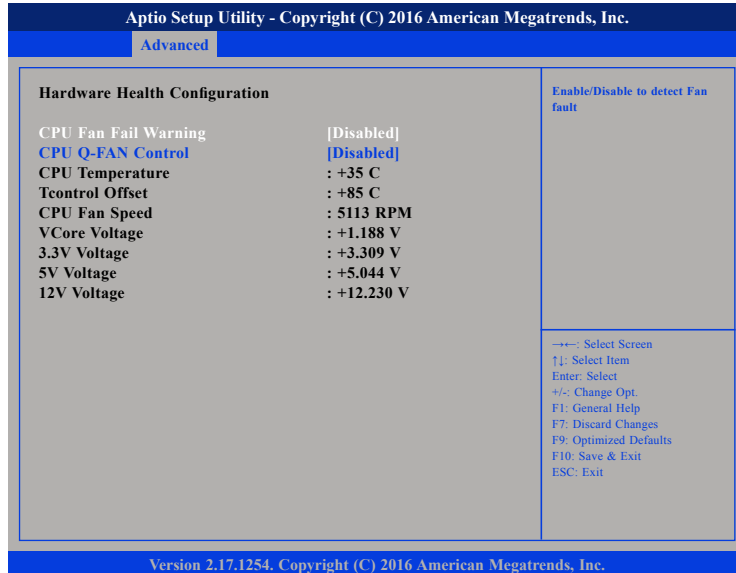 Aptio Setup Utility - Copyright (C) 2016 American Megatrends, Inc.
Advanced
Hardware Health Configuration
CPU Fan Fail Warning [Disabled]
CPU Q-FAN Control [Disabled]
CPU Temperature : +35 C
Tcontrol Offset : +85 C
CPU Fan Speed : 5113 RPM
VCore Voltage : +1.188 V
3.3V Voltage : +3.309 V
5V Voltage : +5.044 V
12V Voltage : +12.230 V
Enable/Disable to detect Fan
fault
→←: Select Screen
↑↓: Select Item
Enter: Select
+/-: Change Opt.
F1: General Help
F7: Discard Changes
F9: Optimized Defaults
F10: Save & Exit
ESC: Exit
Version 2.17.1254. Copyright (C) 2016 American Megatrends, Inc.